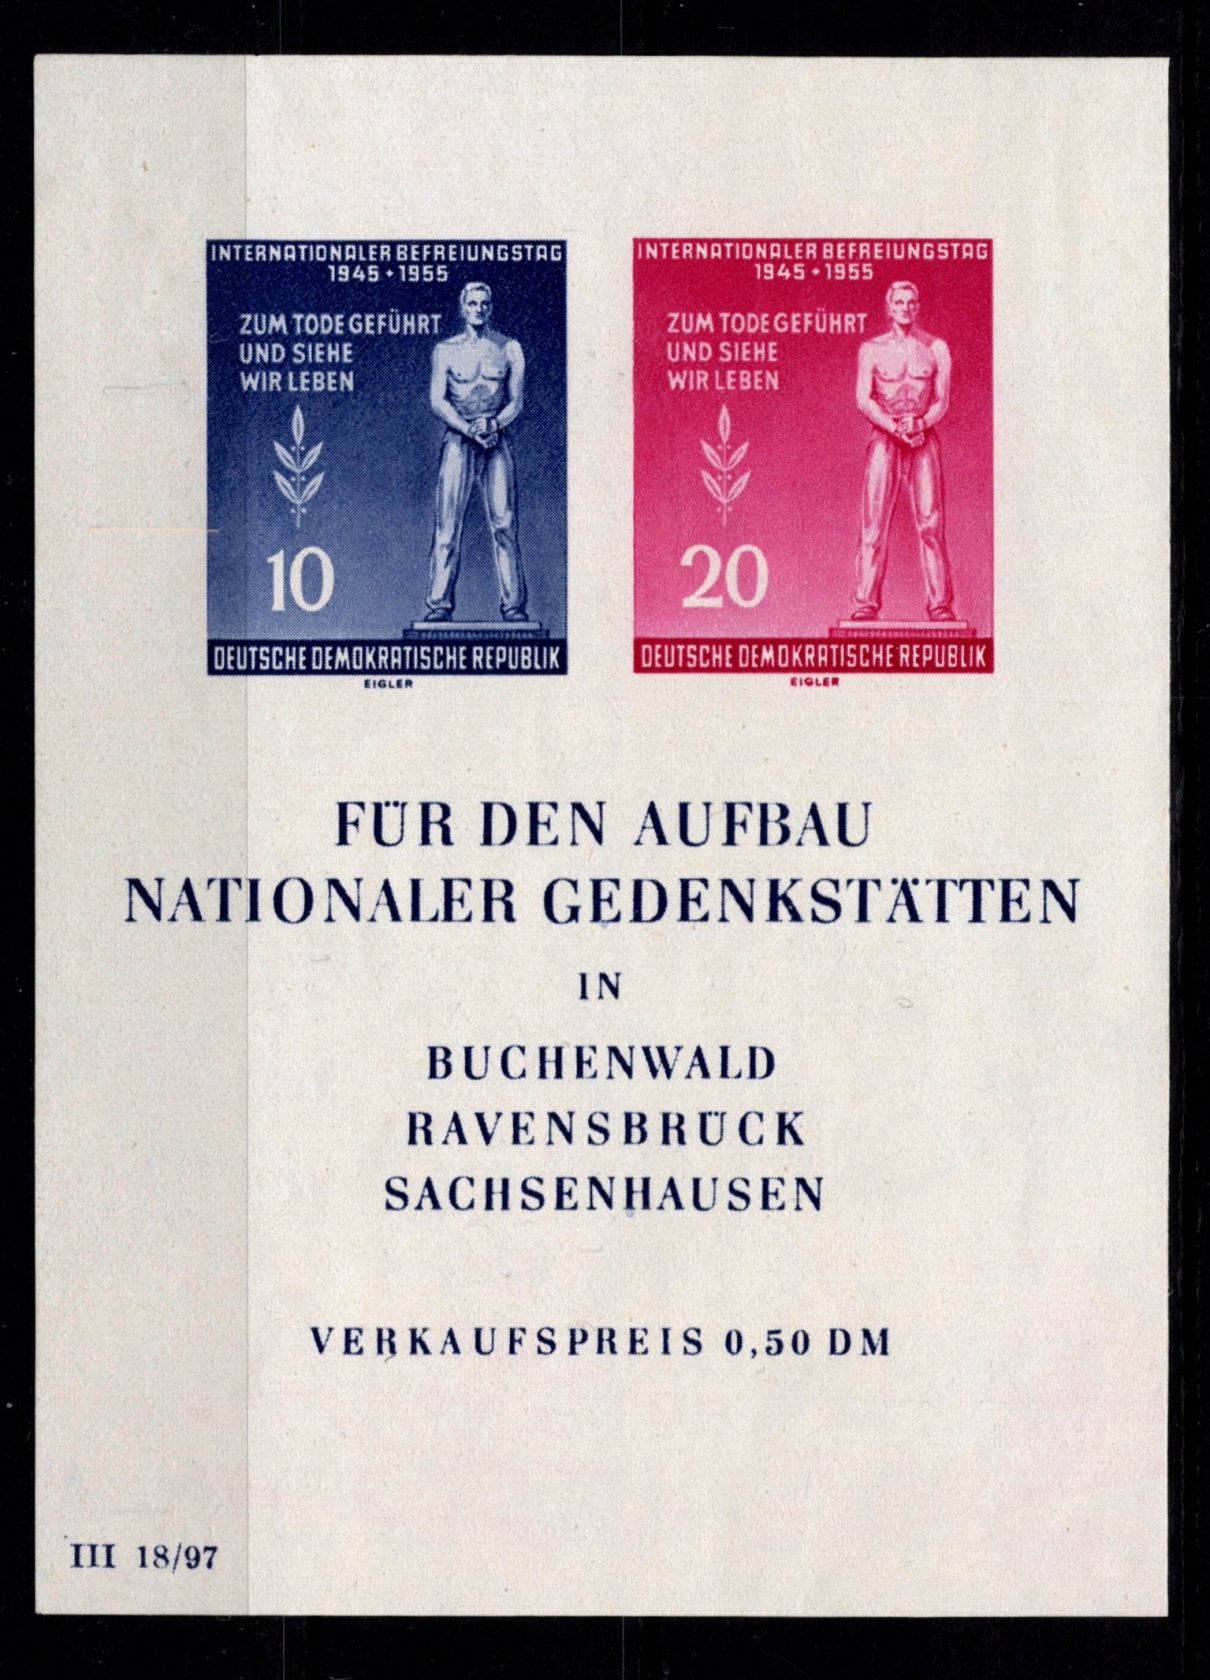 INTERNATIONALER BEFREIUNGSTAG
1945 • 1955
ZUM TODE GEFÜHRT
UND SIEHE
WIR LEBEN
10
DEUTSCHE DEMOKRATISCHE REPUBLIK
EIGLER
INTERNATIONALER BEFREIUNGSTAG
1945 • 1955
ZUM TODE GEFÜHRT
UND SIEHE
WIR LEBEN
20
DEUTSCHE DEMOKRATISCHE REPUBLIK
EIGLER
FÜR DEN AUFBAU
NATIONALER GEDENKSTÄTTEN
IN
BUCHENWALD
RAVENSBRÜCK
SACHSENHAUSEN
VERKAUFSPREIS 0,50 DM
III 18/97